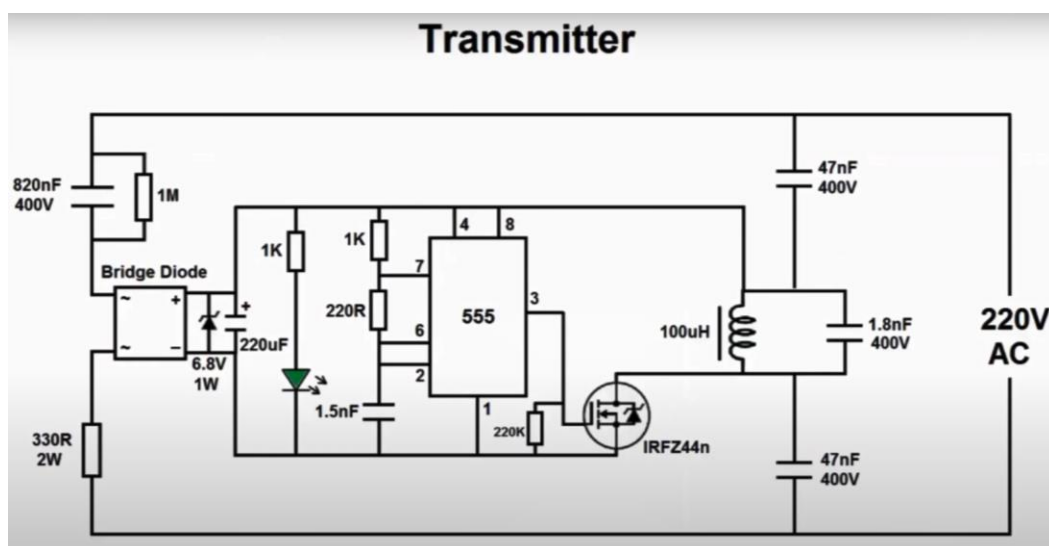 Transmitter
820nF
400V
1M
Bridge Diode
~
+
~
–
6.8V
1W
+
220uF
330R
2W
1K
1K
220R
1.5nF
4
8
7
6
2
3
1
555
220K
IRFZ44n
100uH
47nF
400V
1.8nF
400V
47nF
400V
220V
AC